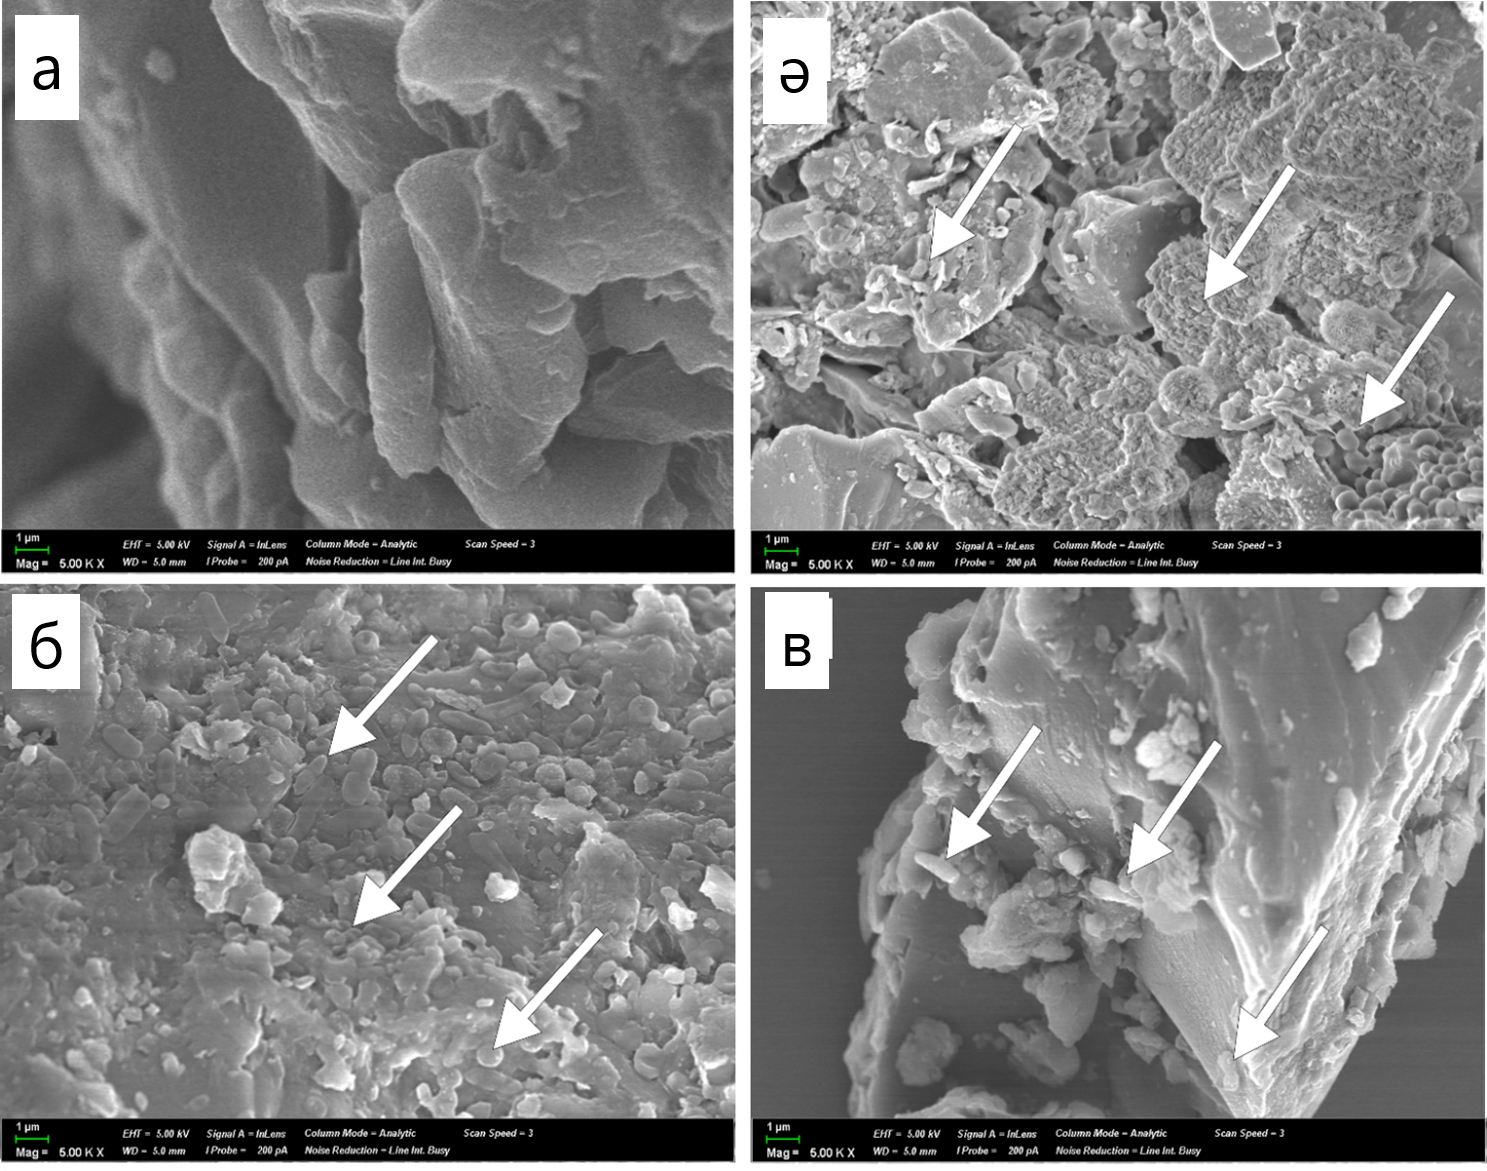 а
1 µm
Mag = 5.00 K X
EHT = 5.00 kV Signal A = InLens Column Mode = Analytic Scan Speed = 3
WD = 5.0 mm I Probe = 200 pA Noise Reduction = Line Int. Busy
ә
1 µm
Mag = 5.00 K X
EHT = 5.00 kV Signal A = InLens Column Mode = Analytic Scan Speed = 3
WD = 5.0 mm I Probe = 200 pA Noise Reduction = Line Int. Busy
б
1 µm
Mag = 5.00 K X
EHT = 5.00 kV Signal A = InLens Column Mode = Analytic Scan Speed = 3
WD = 5.0 mm I Probe = 200 pA Noise Reduction = Line Int. Busy
в
1 µm
Mag = 5.00 K X
EHT = 5.00 kV Signal A = InLens Column Mode = Analytic Scan Speed = 3
WD = 5.0 mm I Probe = 200 pA Noise Reduction = Line Int. Busy